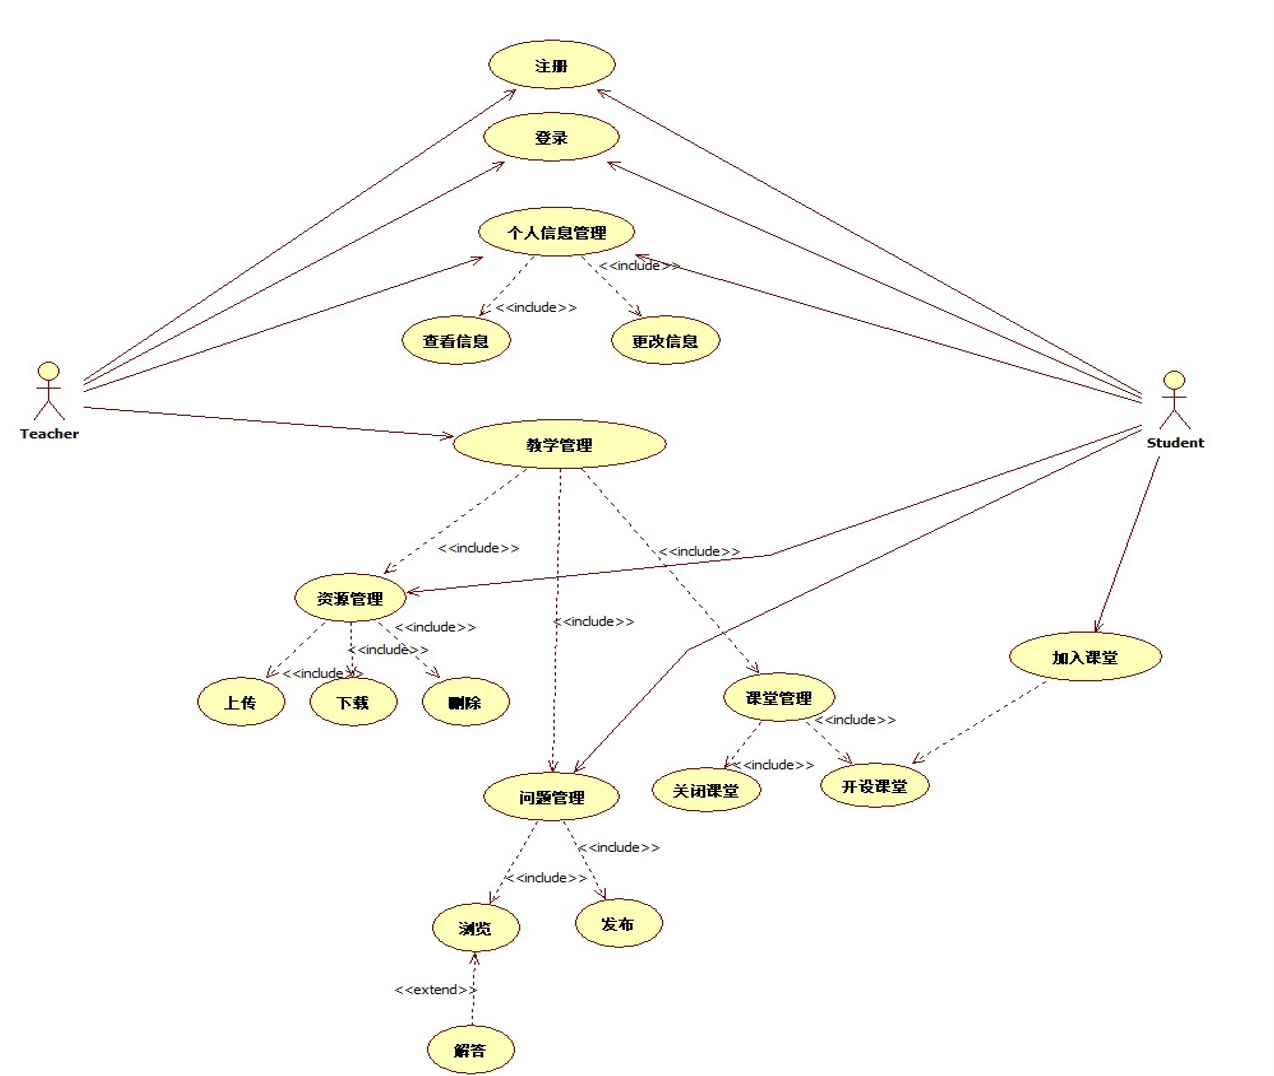 注册
登录
个人信息管理
<<include>>
<<include>>
查看信息
更改信息
Teacher
Student
教学管理
<<include>>
<<include>>
资源管理
<<include>>
<<include>>
<<include>>
<<include>>
加入课堂
上传
下载
删除
课堂管理
<<include>>
<<include>>
关闭课堂
开设课堂
问题管理
<<include>>
<<include>>
浏览
发布
<<extend>>
解答